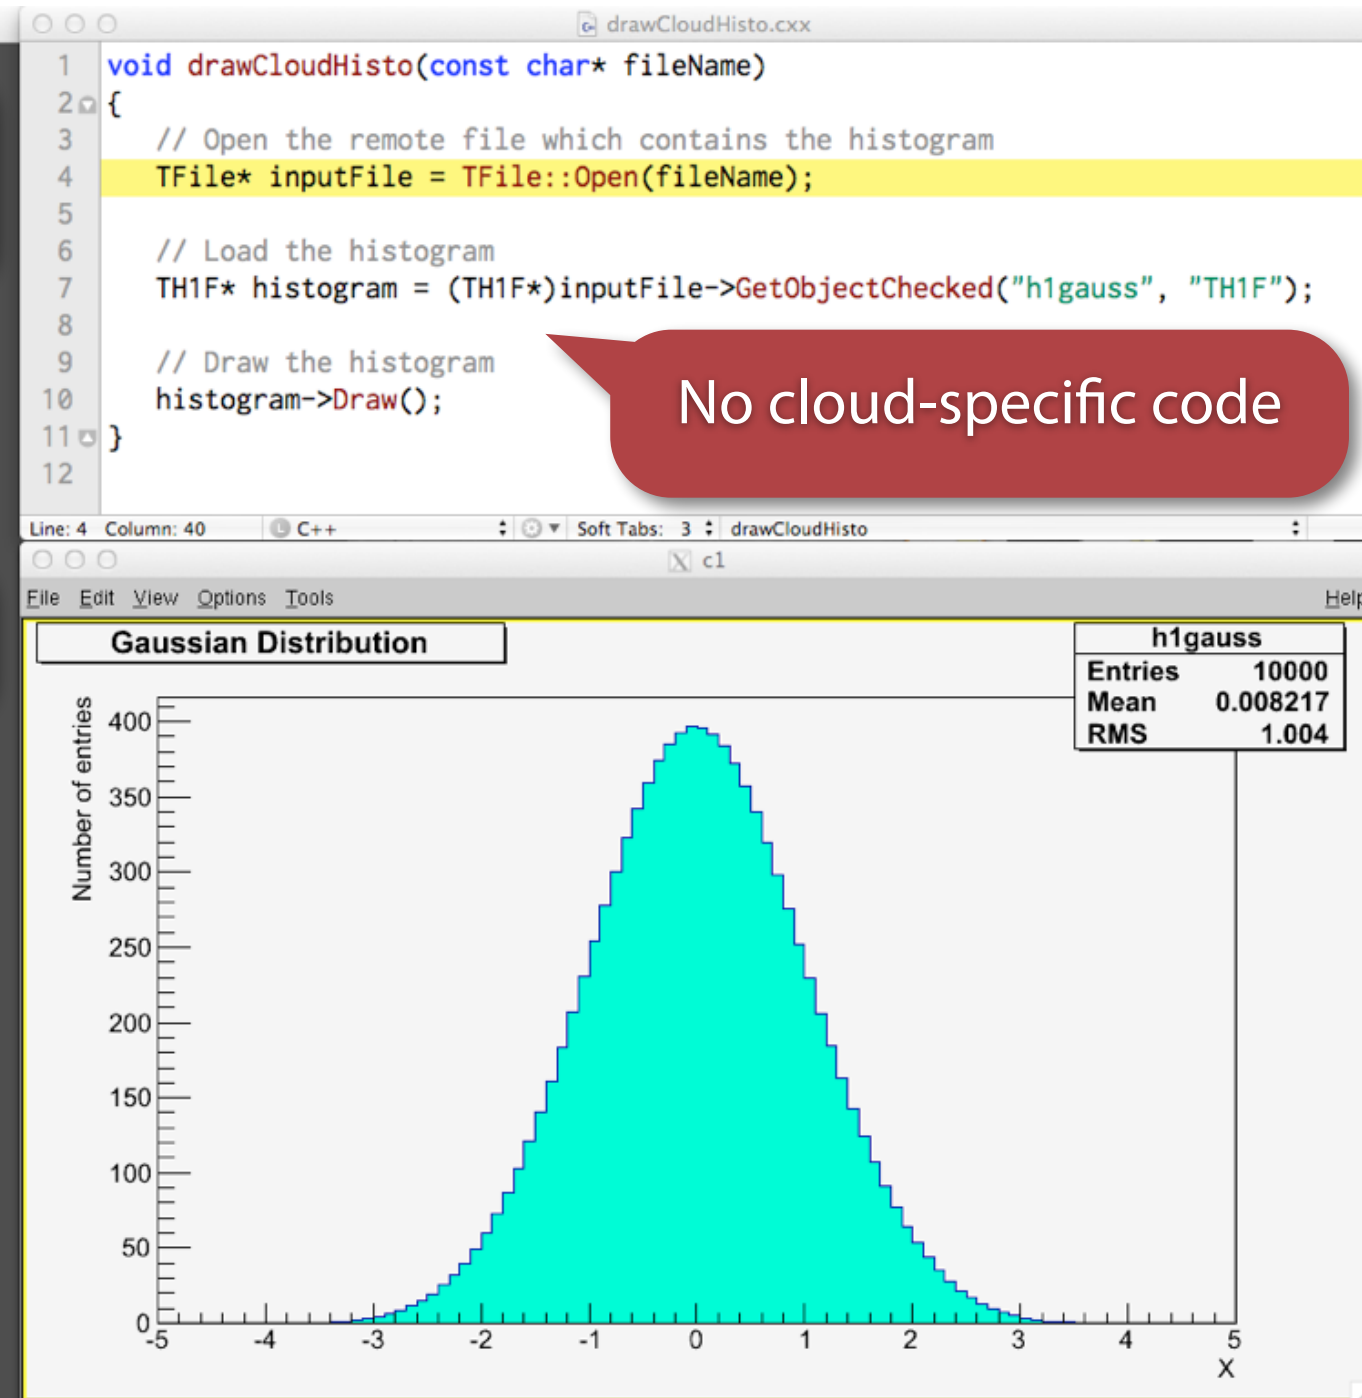 drawCloudHisto.cxx
1 void drawCloudHisto(const char* fileName)
2 {
3 // Open the remote file which contains the histogram
4 TFile* inputFile = TFile::Open(fileName);
5
6 // Load the histogram
7 TH1F* histogram = (TH1F*)inputFile->GetObjectChecked("h1gauss", "TH1F");
8
9 // Draw the histogram
10 histogram->Draw();
11 }
12
No cloud-specific code
Line: 4 Column: 40 L C++ Soft Tabs: 3 drawCloudHisto
X c1
File Edit View Options Tools Help
Gaussian Distribution
h1gauss
Entries 10000
Mean 0.008217
RMS 1.004
Number of entries
400
350
300
250
200
150
100
50
0
-5 -4 -3 -2 -1 0 1 2 3 4 5
X